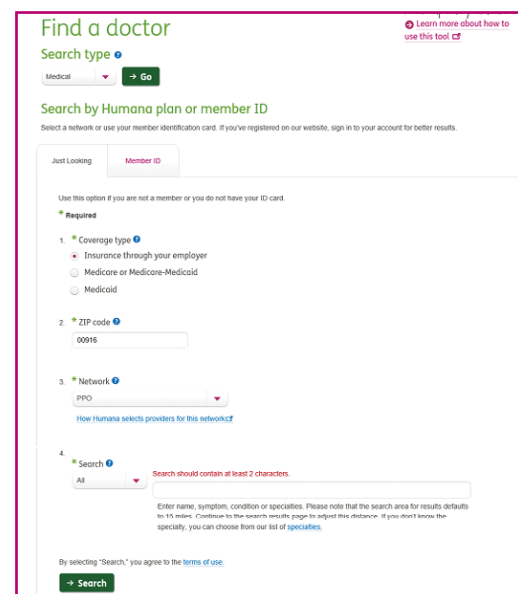 Find a doctor
Learn more about how to
use this tool
Search type
Medical
→ Go
Search by Humana plan or member ID
Select a network or use your member identification card. If you've registered on our website, sign in to your account for better results.
Just Looking
Member ID
Use this option if you are not a member or you do not have your ID card.
* Required
1. * Coverage type
Insurance through your employer
Medicare or Medicare-Medicaid
Medicaid
2. * ZIP code
00916
3. * Network
PPO
How Humana selects providers for this network
4.
* Search
Search should contain at least 2 characters.
All
Enter name, symptom, condition or specialties. Please note that the search area for results defaults
to 15 miles. Continue to the search results page to adjust this distance. If you don't know the
specialty, you can choose from our list of specialties.
By selecting "Search," you agree to the terms of use.
→ Search